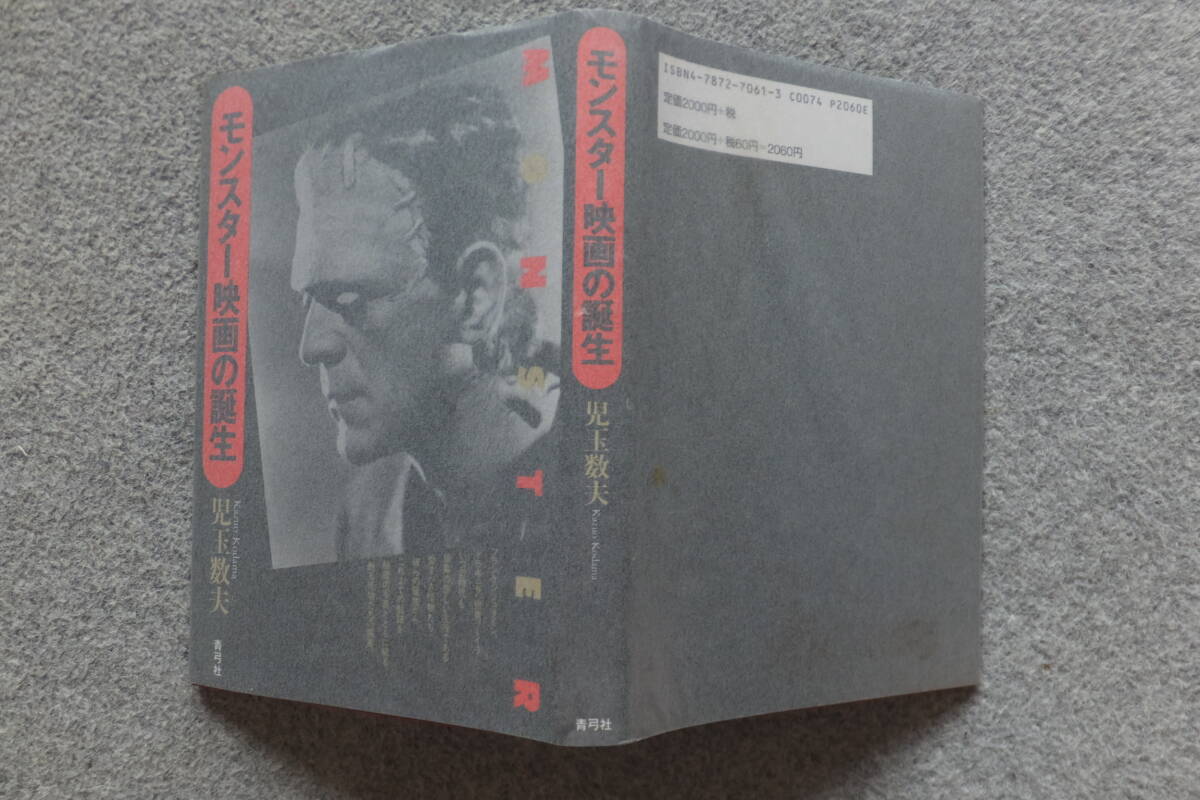 モンスター映画の誕生
児玉数夫
Kazuo Kodama
青弓社
MONSTER
モンスター映画の誕生
児玉数夫
Kazuo Kodama
青弓社
ISBN4-7872-7061-3 C0074 P2060E
定価2000円+税
定価2000円+税60円=2060円